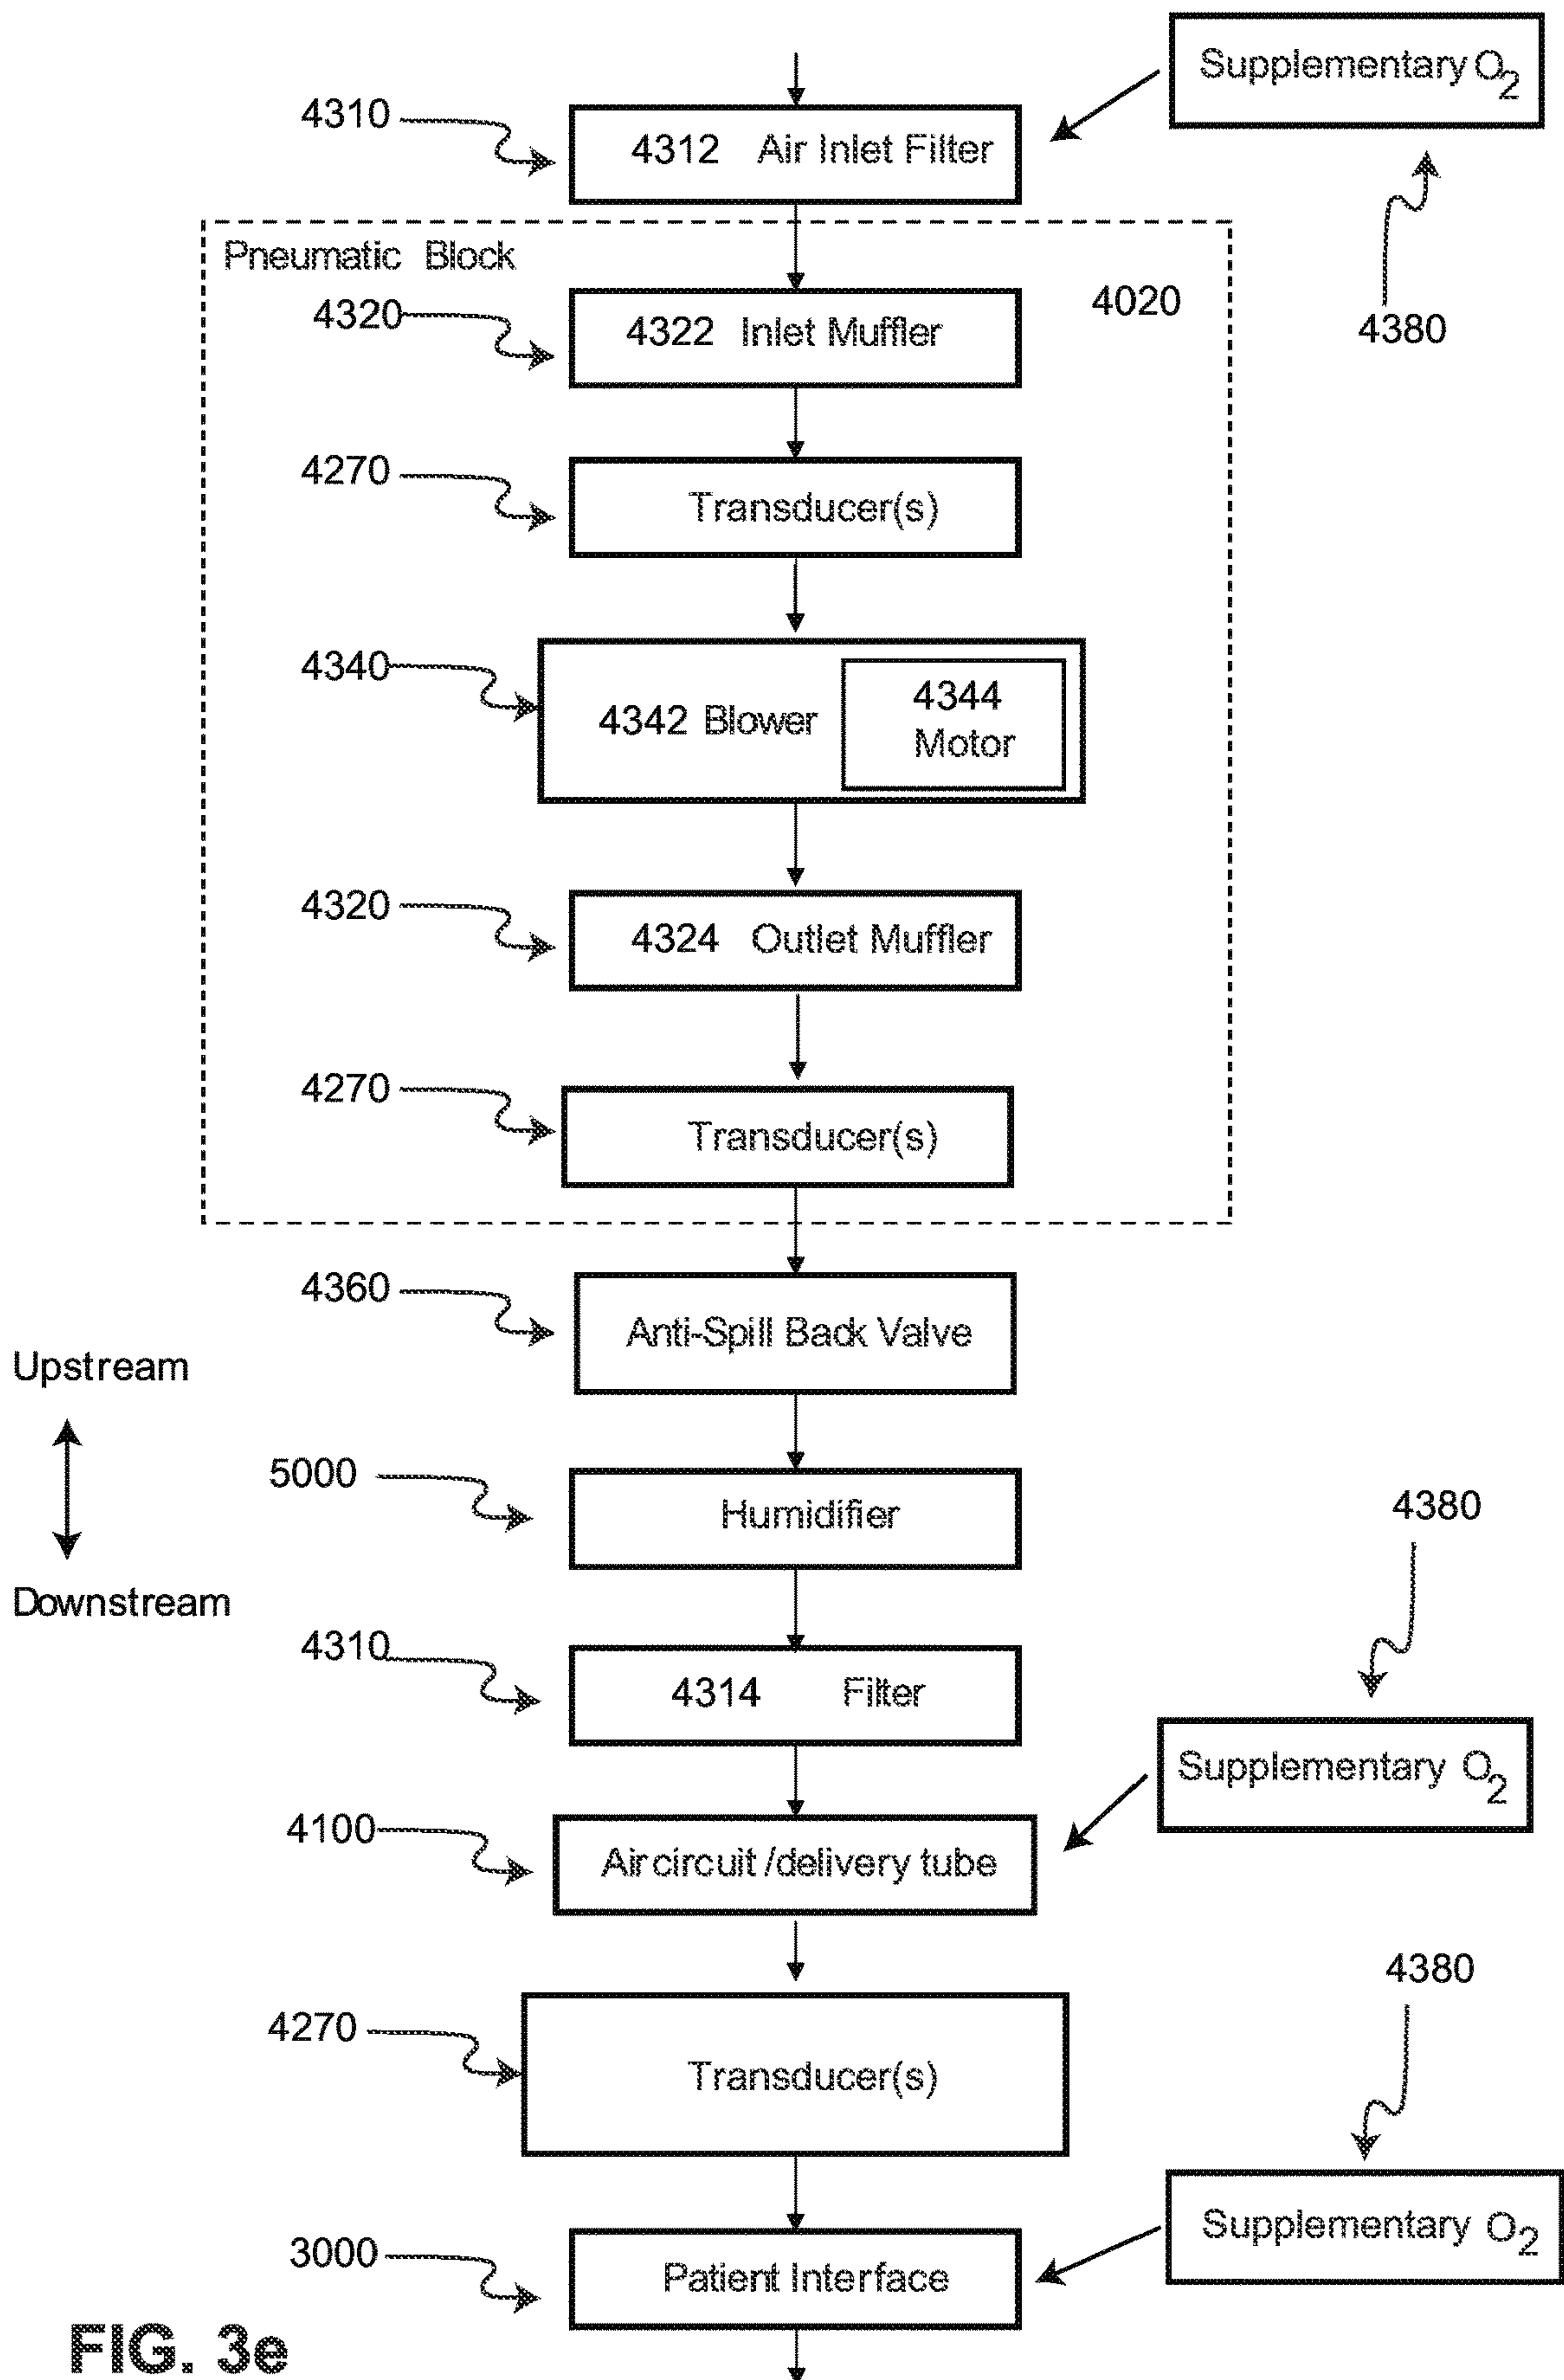 Supplementary O2
4310
4312 Air Inlet Filter
Pneumatic Block
4020
4380
4320
4322 Inlet Muffler
4270
Transducer(s)
4340
4342 Blower
4344
Motor
4320
4324 Outlet Muffler
4270
Transducer(s)
4360
Anti-Spill Back Valve
Upstream
Downstream
5000
Humidifier
4380
4310
4314 Filter
Supplementary O2
4100
Air circuit /delivery tube
4380
4270
Transducer(s)
Supplementary O2
3000
Patient Interface
FIG. 3e